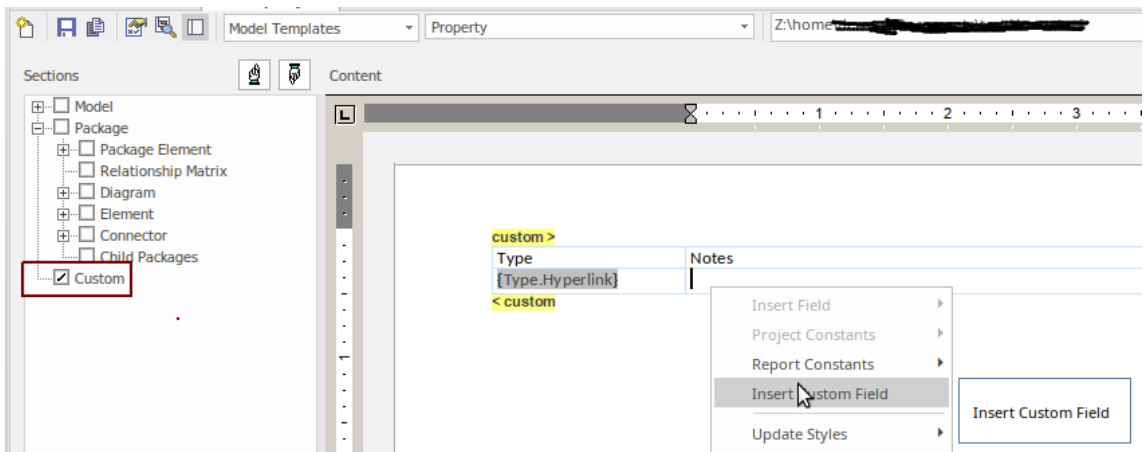 Model Templates
Property
Z:\home
Sections
Content
Model
Package
Package Element
Relationship Matrix
Diagram
Element
Connector
Child Packages
Custom
L
1 2 3
1
custom >
Type Notes
{Type.Hyperlink}
< custom
Insert Field
Project Constants
Report Constants
Insert Custom Field
Update Styles
Insert Custom Field